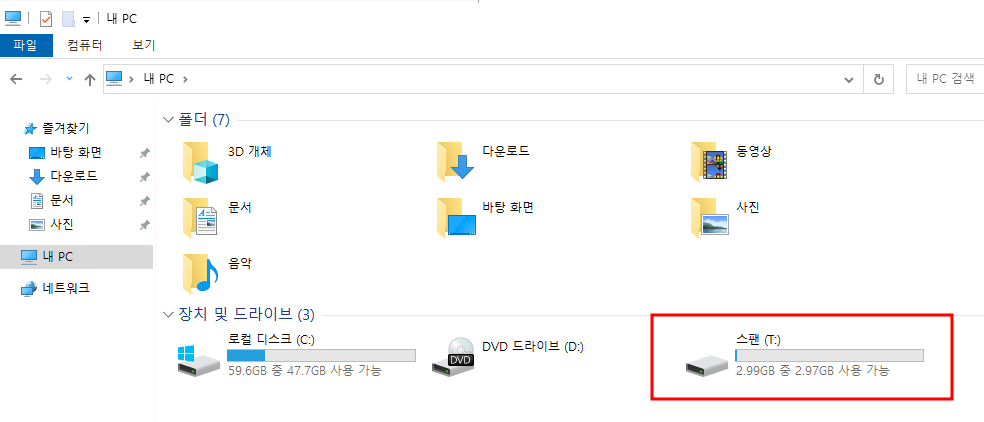 내 PC
파일 컴퓨터 보기
내 PC
내 PC 검색
즐겨찾기
바탕 화면
다운로드
문서
사진
내 PC
네트워크
폴더 (7)
3D 개체
다운로드
동영상
문서
바탕 화면
사진
음악
장치 및 드라이브 (3)
로컬 디스크 (C:)
59.6GB 중 47.7GB 사용 가능
DVD
DVD 드라이브 (D:)
스팬 (T:)
2.99GB 중 2.97GB 사용 가능